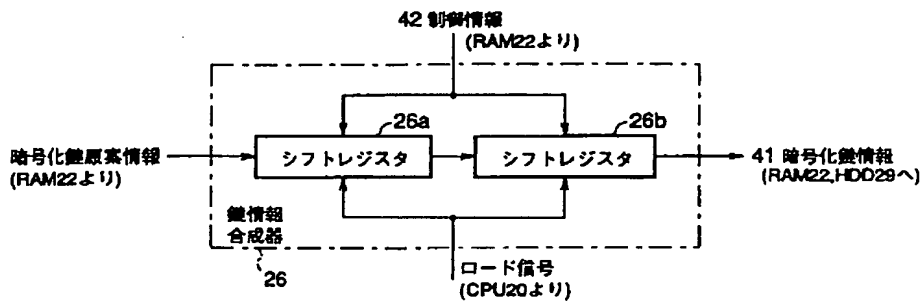 42 制御情報
(RAM22より)
26a
26b
暗号化鍵原案情報
(RAM22より)
シフトレジスタ
シフトレジスタ
41 暗号化鍵情報
(RAM22,HDD29へ)
鍵情報
合成器
26
ロード信号
(CPU20より)